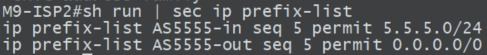 M9-ISP2#sh run | sec ip prefix-list
ip prefix-list AS5555-in seq 5 permit 5.5.5.0/24
ip prefix-list AS5555-out seq 5 permit 0.0.0.0/0